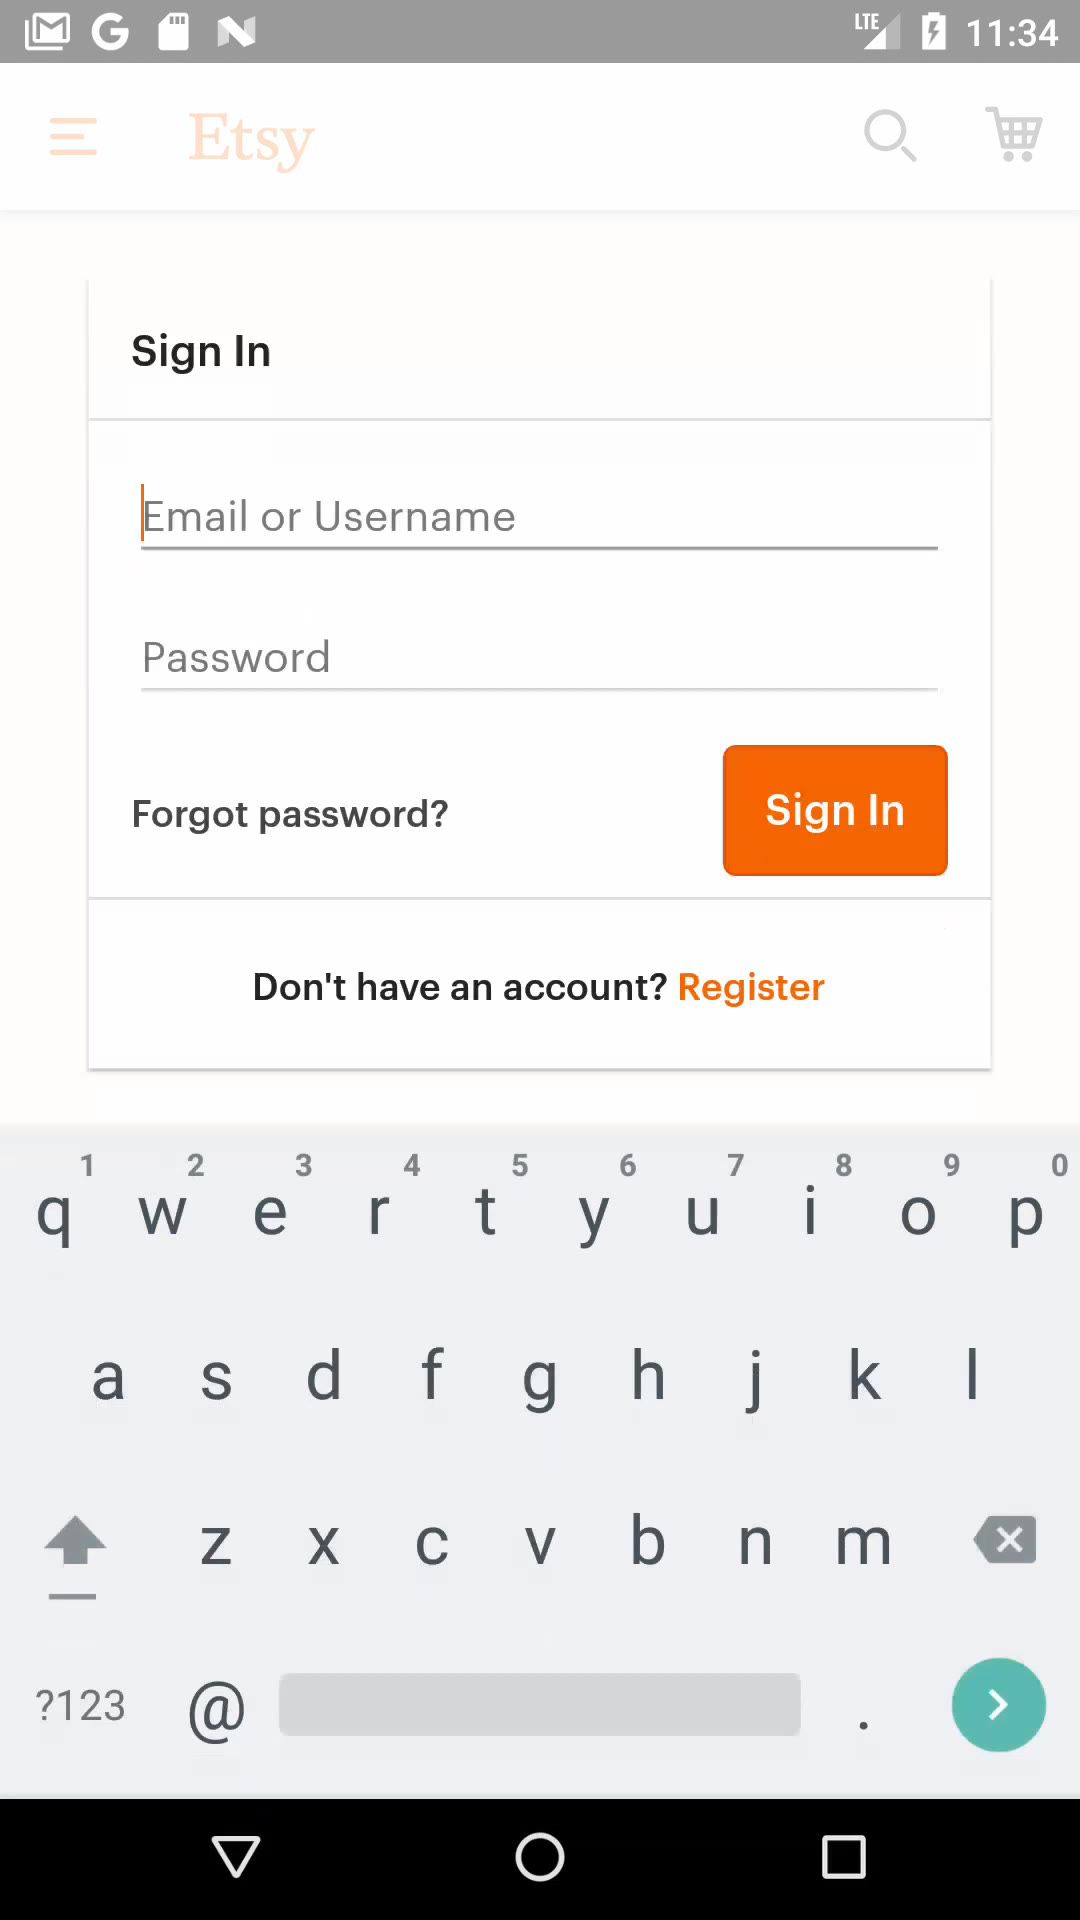 LTE 11:34
Etsy
Sign In
Email or Username
Password
Forgot password? Sign In
Don't have an account? Register
1 2 3 4 5 6 7 8 9 0
q w e r t y u i o p
a s d f g h j k l
z x c v b n m
?123 @ .